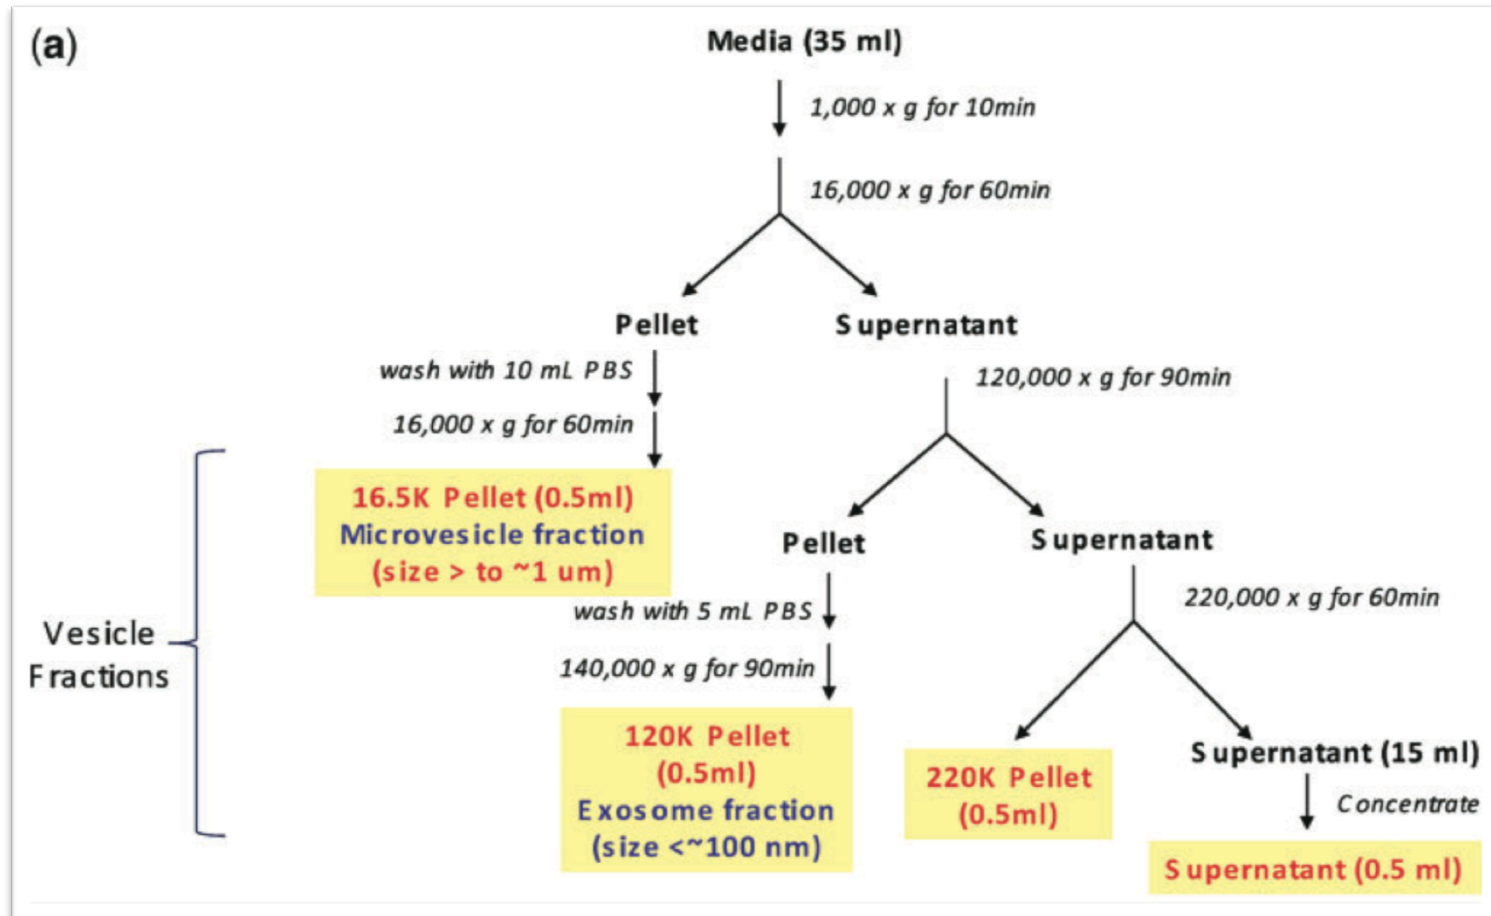 (a)
Media (35 ml)
1,000 x g for 10min
16,000 x g for 60min
Pellet
Supernatant
wash with 10 mL PBS
120,000 x g for 90min
16,000 x g for 60min
16.5K Pellet (0.5ml)
Microvesicle fraction
(size > to ~1 um)
Pellet
Supernatant
wash with 5 mL PBS
220,000 x g for 60min
140,000 x g for 90min
Vesicle
Fractions
120K Pellet
(0.5ml)
Exosome fraction
(size <~100 nm)
220K Pellet
(0.5ml)
Supernatant (15 ml)
Concentrate
Supernatant (0.5 ml)